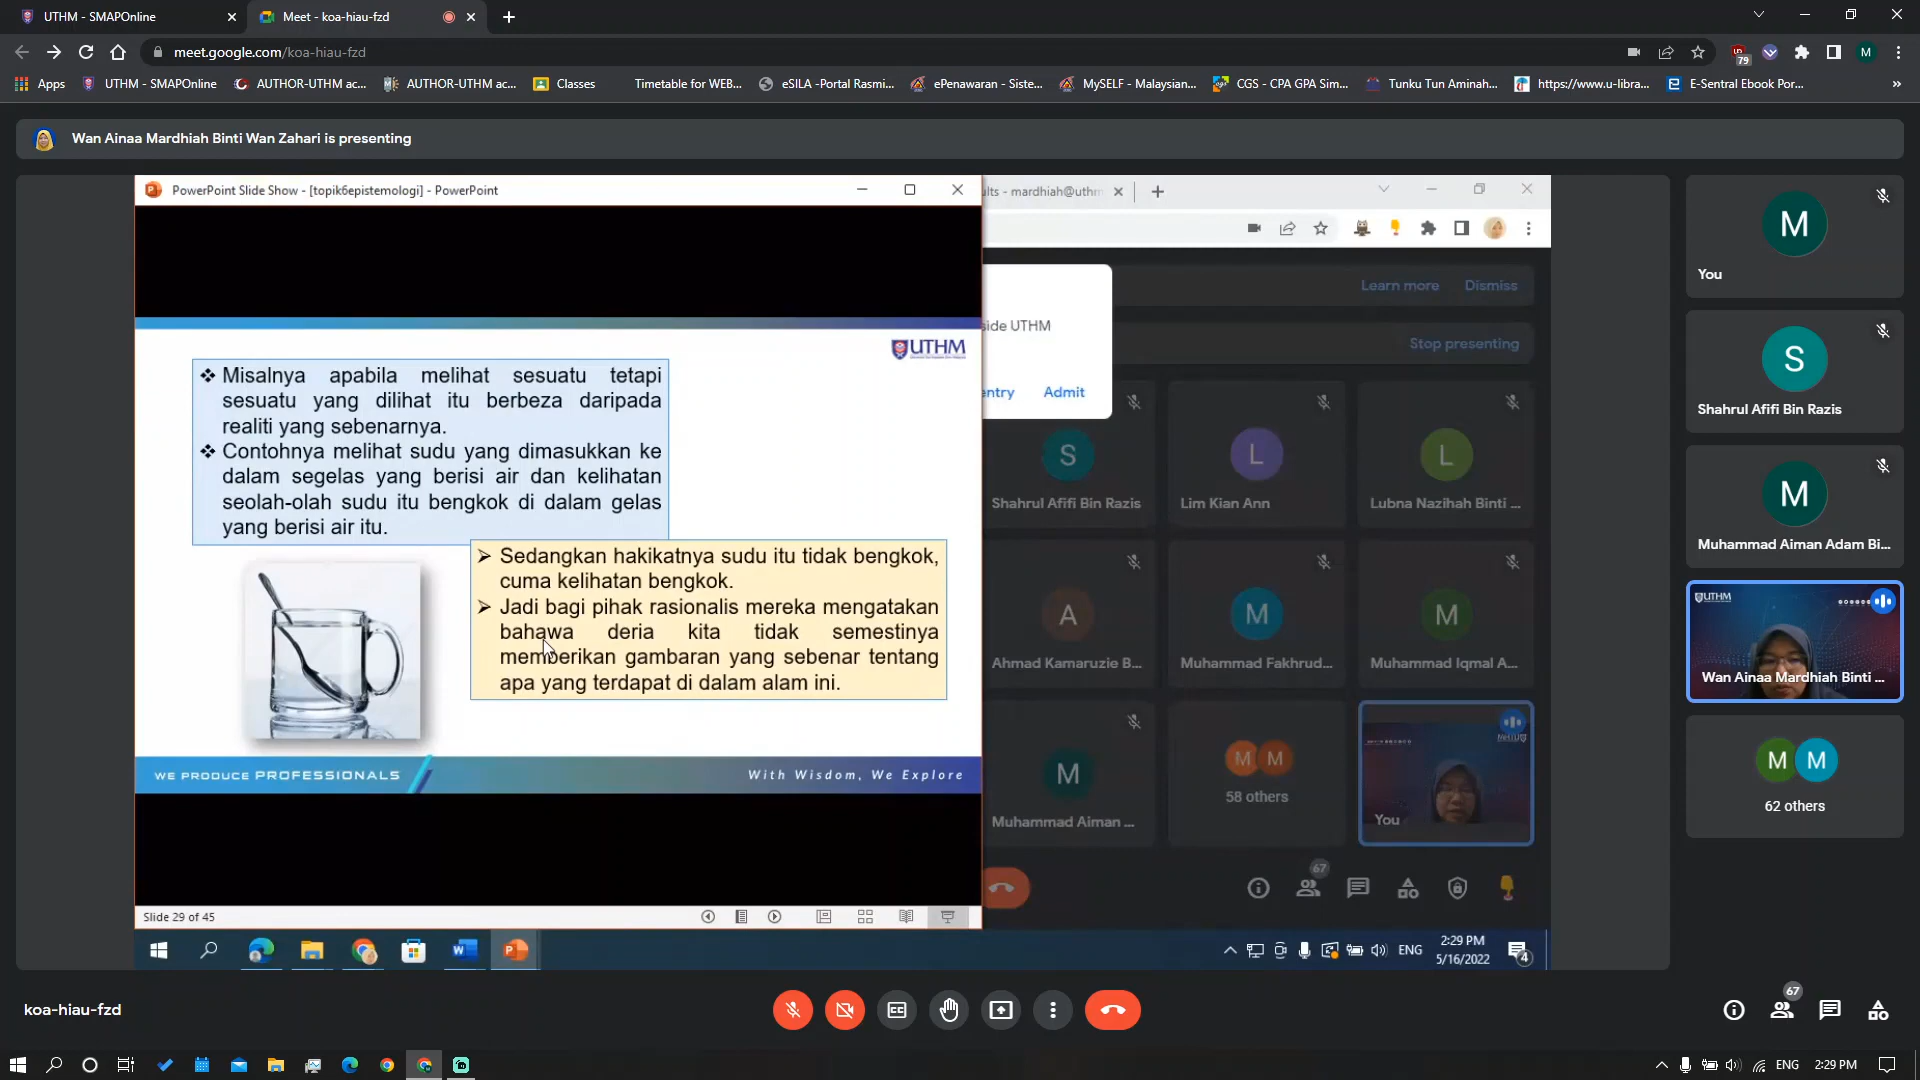 UTHM - SMAPOnline
Meet - koa-hiau-fzd
meet.google.com/koa-hiau-fzd
79
M
Apps
UTHM - SMAPOnline
AUTHOR-UTHM ac...
AUTHOR-UTHM ac...
Classes
Timetable for WEB...
eSILA -Portal Rasmi...
ePenawaran - Siste...
MySELF - Malaysian...
CGS - CPA GPA Sim...
Tunku Tun Aminah...
https://www.u-libra...
E-Sentral Ebook Por...
Wan Ainaa Mardhiah Binti Wan Zahari is presenting
PowerPoint Slide Show - [topik6epistemologi] - PowerPoint
UTHM
Misalnya apabila melihat sesuatu tetapi
sesuatu yang dilihat itu berbeza daripada
realiti yang sebenarnya.
Contohnya melihat sudu yang dimasukkan ke
dalam segelas yang berisi air dan kelihatan
seolah-olah sudu itu bengkok di dalam gelas
yang berisi air itu.
Sedangkan hakikatnya sudu itu tidak bengkok,
cuma kelihatan bengkok.
Jadi bagi pihak rasionalis mereka mengatakan
bahawa deria kita tidak semestinya
memberikan gambaran yang sebenar tentang
apa yang terdapat di dalam alam ini.
WE PRODUCE PROFESSIONALS
With Wisdom, We Explore
Slide 29 of 45
ults - mardhiah@uthm
Learn more
Dismiss
side UTHM
Stop presenting
entry
Admit
S
Shahrul Afifi Bin Razis
L
Lim Kian Ann
L
Lubna Nazihah Binti ...
A
Ahmad Kamaruzie B...
M
Muhammad Fakhrud...
M
Muhammad Iqmal A...
M
Muhammad Aiman ...
M M
58 others
You
67
ENG
2:29 PM
5/16/2022
4
M
You
S
Shahrul Afifi Bin Razis
M
Muhammad Aiman Adam Bi...
UTHM
Wan Ainaa Mardhiah Binti ...
M M
62 others
koa-hiau-fzd
67
ENG
2:29 PM